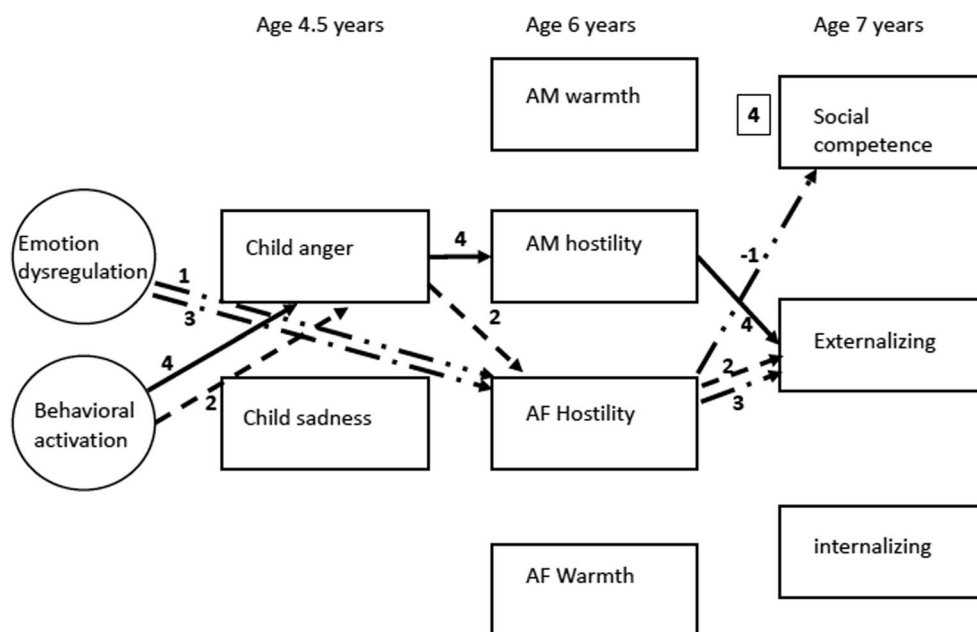 Age 4.5 years
Age 6 years
Age 7 years
AM warmth
4
Social
competence
Emotion
dysregulation
Child anger
4
AM hostility
-1
1
3
2
4
Externalizing
4
2
2
3
Behavioral
activation
Child sadness
AF Hostility
AF Warmth
internalizing